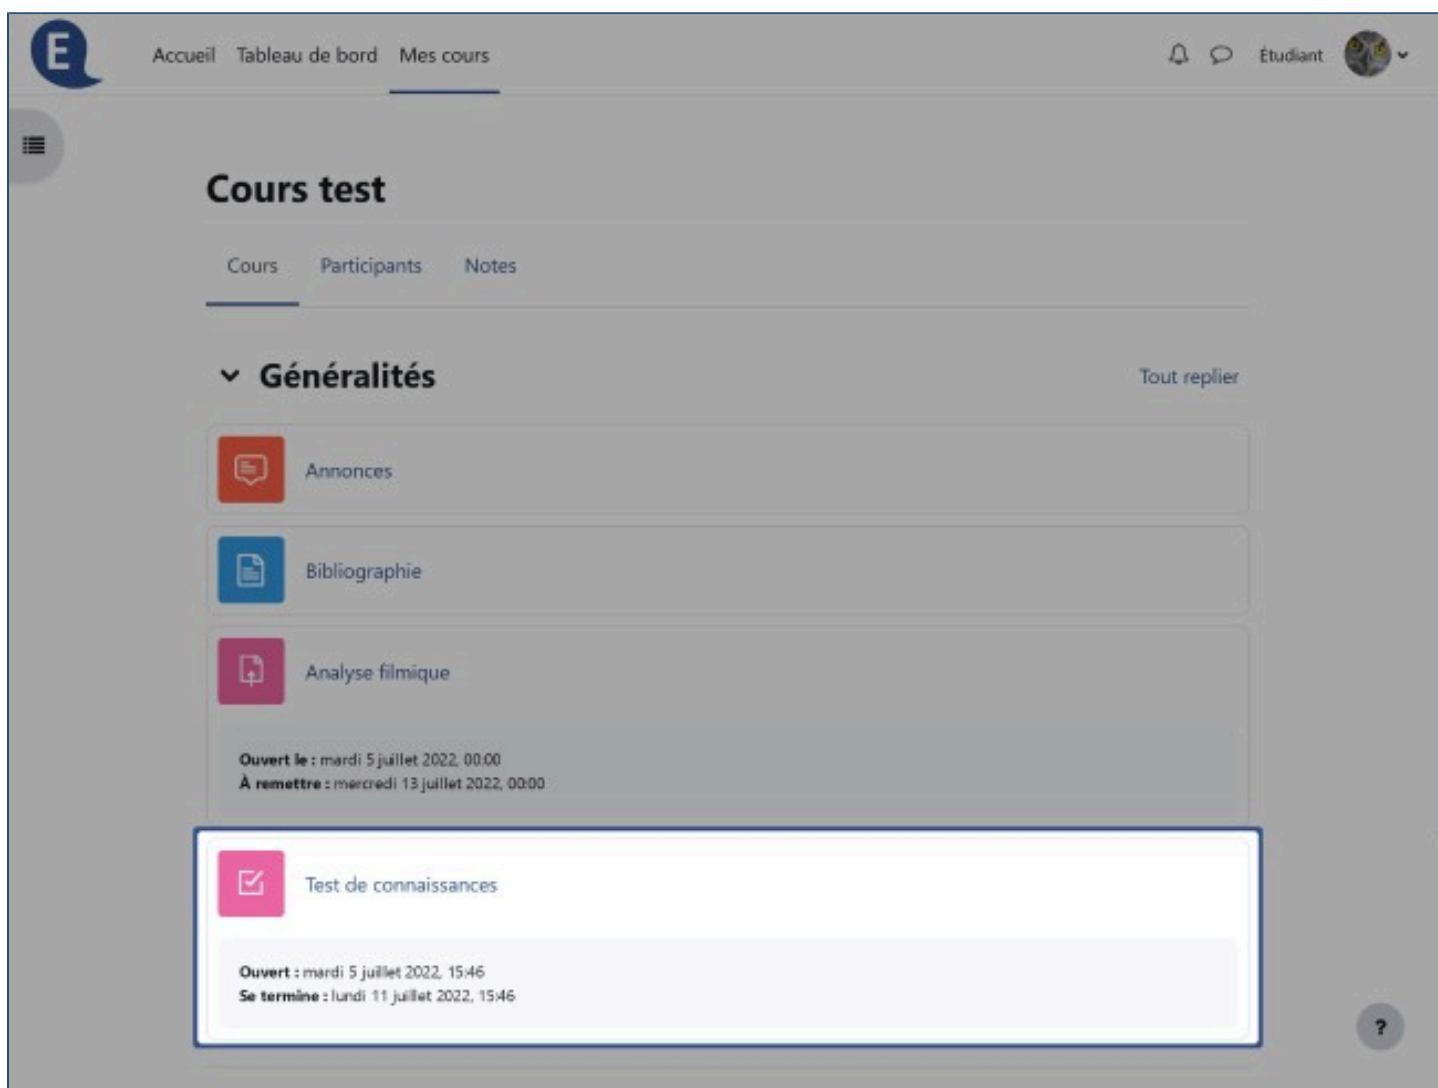 E
Accueil Tableau de bord Mes cours Étudiant
Cours test
Cours Participants Notes
Généralités Tout replier
Annonces
Bibliographie
Analyse filmique
Ouvert le : mardi 5 juillet 2022, 00:00
À remettre : mercredi 13 juillet 2022, 00:00
Test de connaissances
Ouvert : mardi 5 juillet 2022, 15:46
Se termine : lundi 11 juillet 2022, 15:46
?